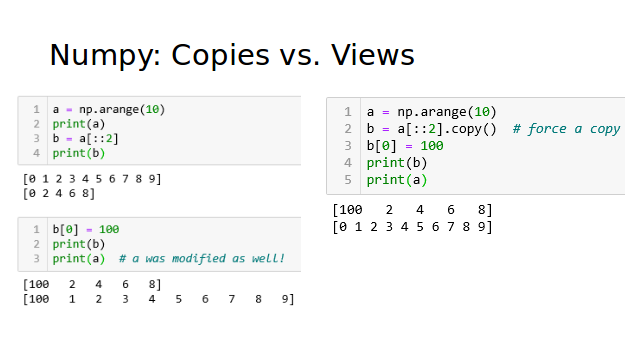 Numpy: Copies vs. Views
1 a = np.arange(10)
2 print(a)
3 b = a[::2]
4 print(b)
[0 1 2 3 4 5 6 7 8 9]
[0 2 4 6 8]
1 b[0] = 100
2 print(b)
3 print(a)  # a was modified as well!
[100   2   4   6   8]
[100   1   2   3   4   5   6   7   8   9]
1 a = np.arange(10)
2 b = a[::2].copy()  # force a copy
3 b[0] = 100
4 print(b)
5 print(a)
[100   2   4   6   8]
[0 1 2 3 4 5 6 7 8 9]